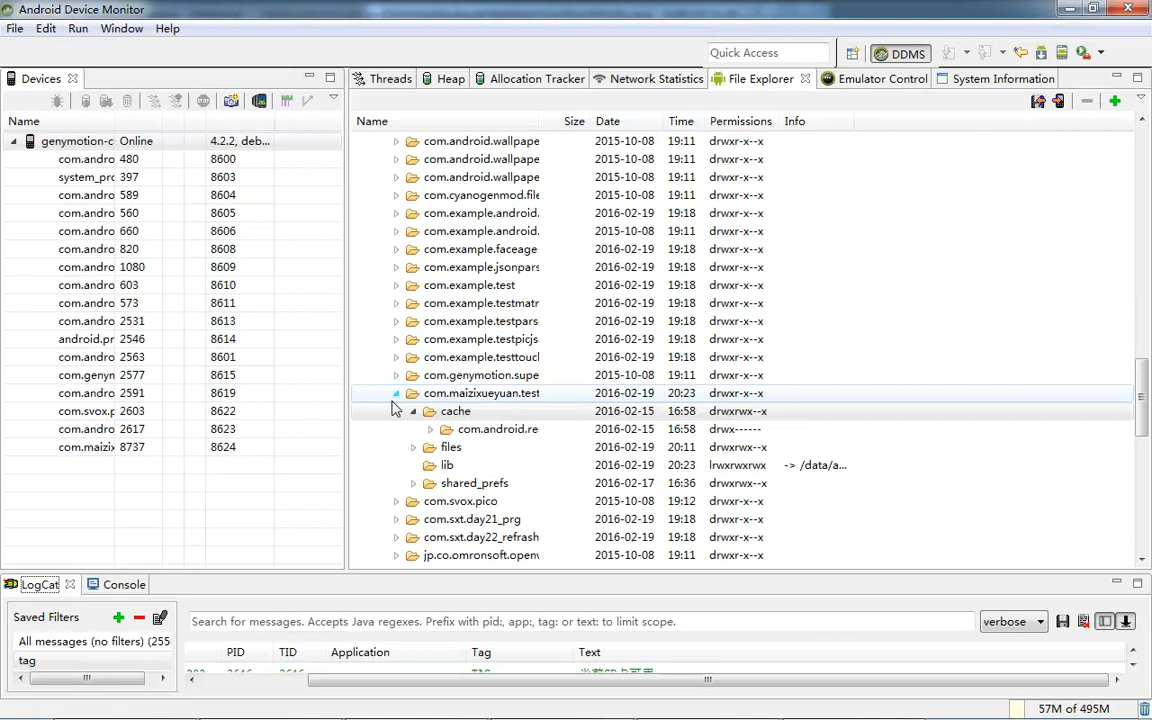 Android Device Monitor
File Edit Run Window Help
Quick Access DDMS
Devices Threads Heap Allocation Tracker Network Statistics File Explorer Emulator Control System Information
Name
genymotion-c Online 4.2.2, deb...
com.andro 480 8600
system_pro 397 8603
com.andro 589 8604
com.andro 560 8605
com.andro 660 8606
com.andro 820 8608
com.andro 1080 8609
com.andro 603 8610
com.andro 573 8611
com.andro 2531 8613
android.pr 2546 8614
com.andro 2563 8601
com.genyn 2577 8615
com.andro 2591 8619
com.svox.p 2603 8622
com.andro 2617 8623
com.maizix 8737 8624
Name Size Date Time Permissions Info
com.android.wallpape 2015-10-08 19:11 drwxr-x--x
com.android.wallpape 2015-10-08 19:11 drwxr-x--x
com.android.wallpape 2015-10-08 19:11 drwxr-x--x
com.cyanogenmod.file 2015-10-08 19:11 drwxr-x--x
com.example.android. 2016-02-19 19:18 drwxr-x--x
com.example.android. 2016-02-19 19:18 drwxr-x--x
com.example.faceage 2016-02-19 19:18 drwxr-x--x
com.example.jsonpars 2016-02-19 19:18 drwxr-x--x
com.example.test 2016-02-19 19:18 drwxr-x--x
com.example.testmatr 2016-02-19 19:18 drwxr-x--x
com.example.testpars 2016-02-19 19:18 drwxr-x--x
com.example.testpicjs 2016-02-19 19:18 drwxr-x--x
com.example.testtoucl 2016-02-19 19:18 drwxr-x--x
com.genymotion.supe 2015-10-08 19:11 drwxr-x--x
com.maizixueyuan.test 2016-02-19 20:23 drwxr-x--x
cache 2016-02-15 16:58 drwxrwx--x
com.android.re 2016-02-15 16:58 drwx------
files 2016-02-19 20:11 drwxrwx--x
lib 2016-02-19 20:23 lrwxrwxrwx -> /data/a...
shared_prefs 2016-02-17 16:36 drwxrwx--x
com.svox.pico 2015-10-08 19:12 drwxr-x--x
com.sxt.day21_prg 2016-02-19 19:18 drwxr-x--x
com.sxt.day22_refrash 2016-02-19 19:18 drwxr-x--x
jp.co.omronsoft.openv 2015-10-08 19:11 drwxr-x--x
LogCat Console
Saved Filters
All messages (no filters) (255
tag
Search for messages. Accepts Java regexes. Prefix with pid:, app:, tag: or text: to limit scope. verbose
PID TID Application Tag Text
57M of 495M